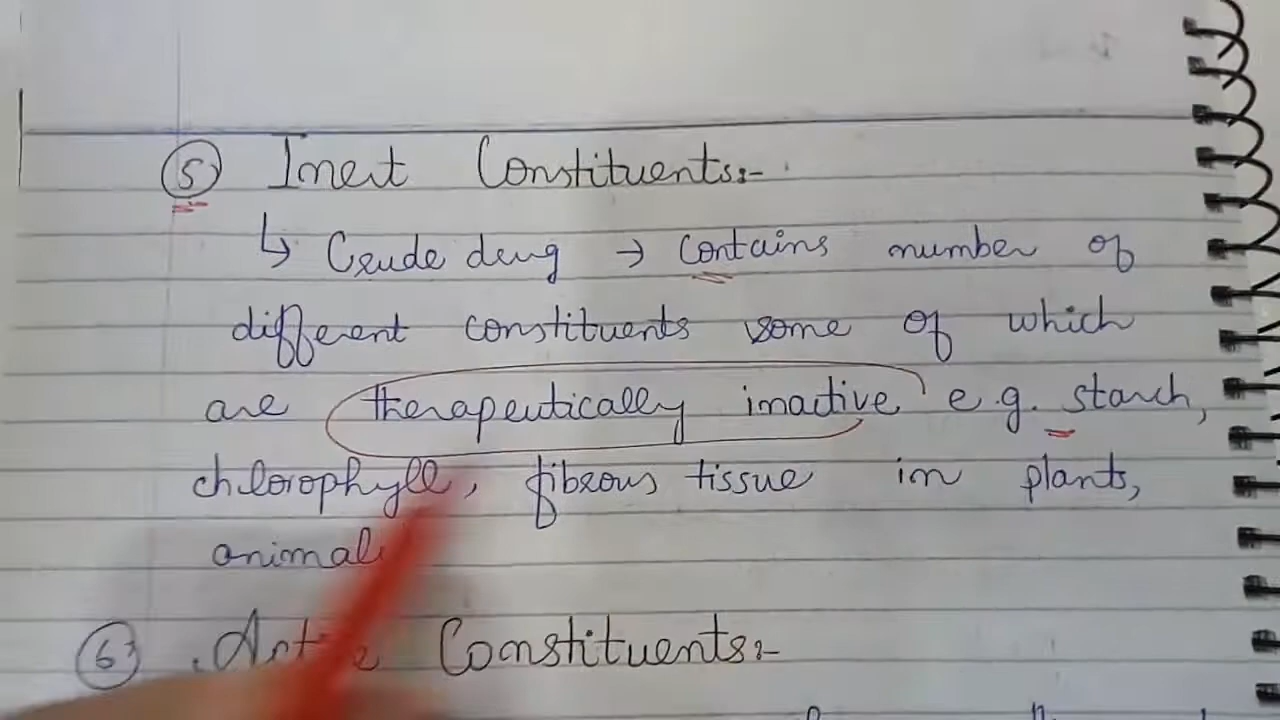 5 Inert Constituents:-
↳ Crude drug → contains number of
different constituents some of which
are therapeutically inactive e.g. starch,
chlorophyll, fibrous tissue in plants,
animal
6 Constituents:-